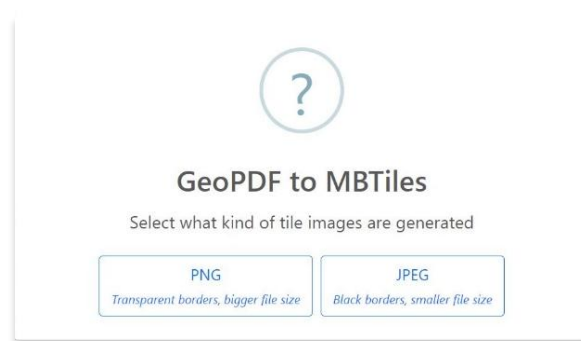 ?
GeoPDF to MBTiles
Select what kind of tile images are generated
PNG
Transparent borders, bigger file size
JPEG
Black borders, smaller file size